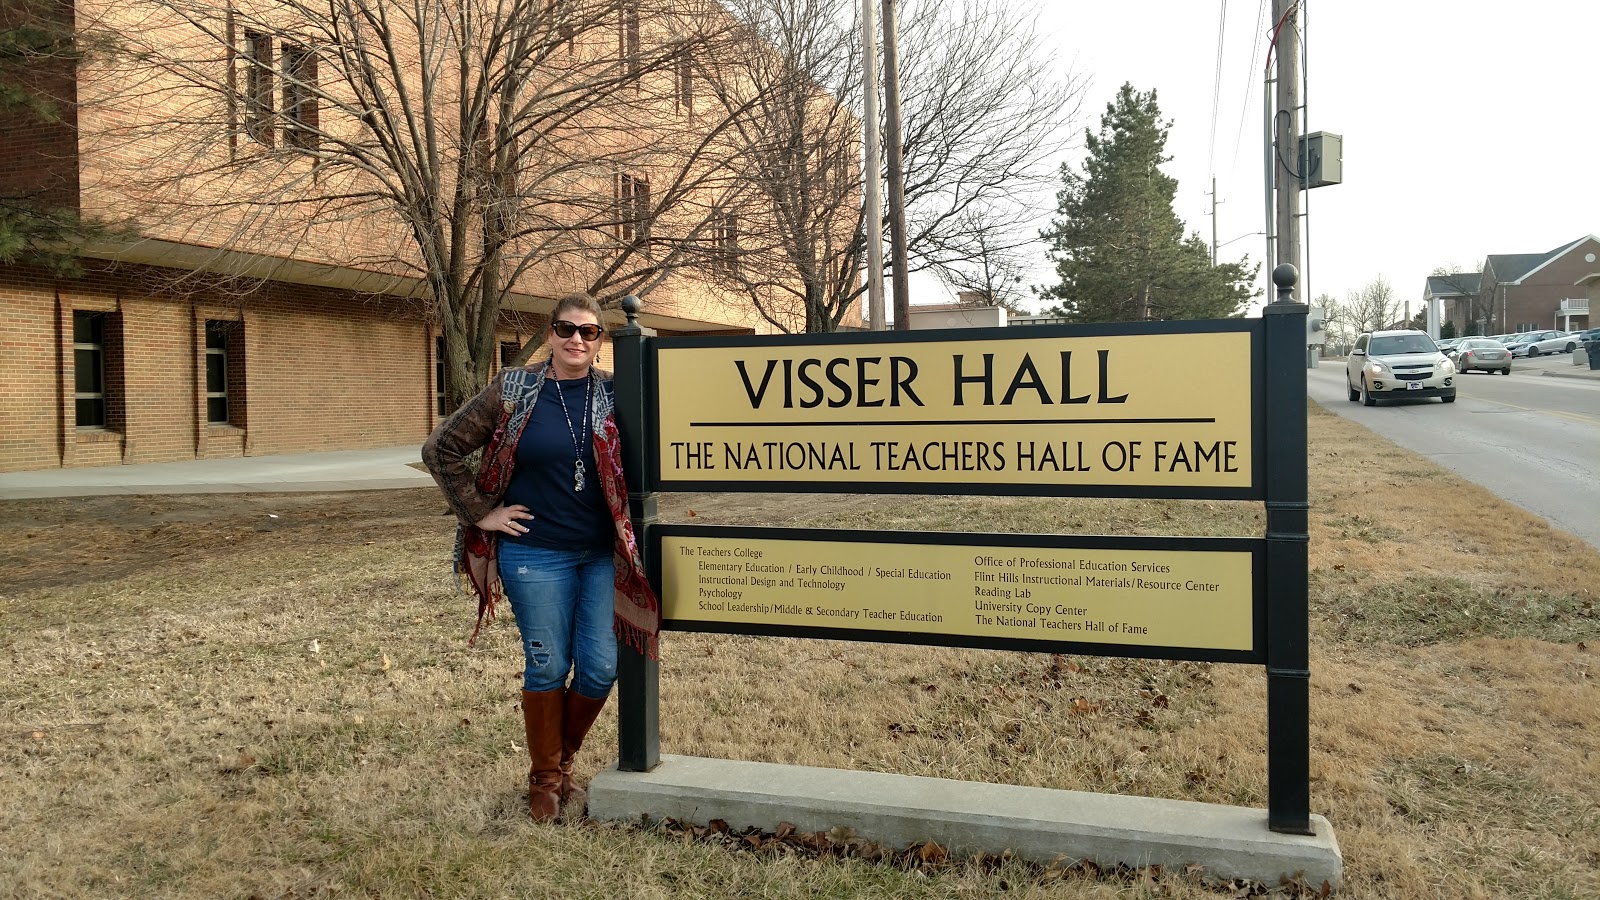 VISSER HALL
THE NATIONAL TEACHERS HALL OF FAME
The Teachers College
Elementary Education / Early Childhood / Special Education
Instructional Design and Technology
Psychology
School Leadership/Middle & Secondary Teacher Education
Office of Professional Education Services
Flint Hills Instructional Materials/Resource Center
Reading Lab
University Copy Center
The National Teachers Hall of Fame